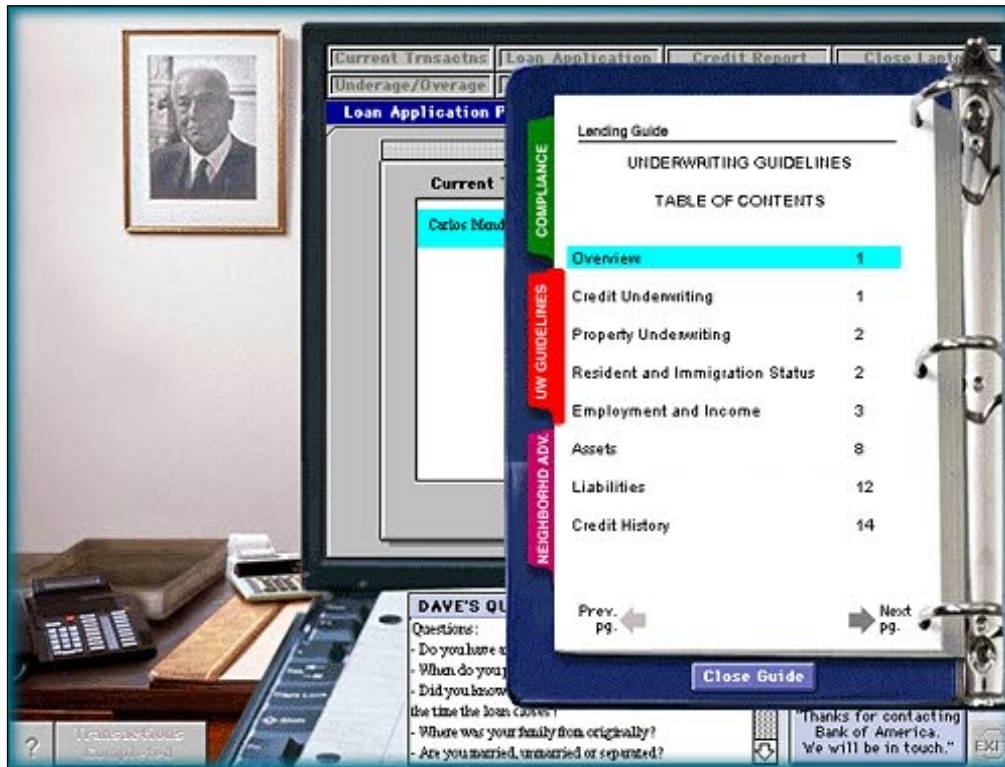 Current Trnsactns
Loan Application
Credit Report
Close Lapto
Underage/Overage
Loan Application P
Current T
Carlos Mend
COMPLIANCE
UW GUIDELINES
NEIGHBORHD ADV.
Lending Guide
UNDERWRITING GUIDELINES
TABLE OF CONTENTS
Overview 1
Credit Underwriting 1
Property Underwriting 2
Resident and Immigration Status 2
Employment and Income 3
Assets 8
Liabilities 12
Credit History 14
Prev. pg.
Next pg.
Close Guide
DAVE'S QU
Questions:
- Do you have a
- When do you p
- Did you know
the time the loan closes?
- Where was your family from originally?
- Are you married, unmarried or separated?
"Thanks for contacting
Bank of America.
We will be in touch."
?
Transactions
Completed
EXI